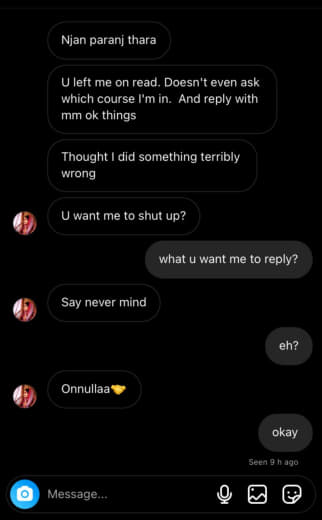 Njan paranj thara
U left me on read. Doesn't even ask
which course I'm in.  And reply with
mm ok things
Thought I did something terribly
wrong
U want me to shut up?
what u want me to reply?
Say never mind
eh?
Onnullaa🤝
okay
Seen 9 h ago
Message...